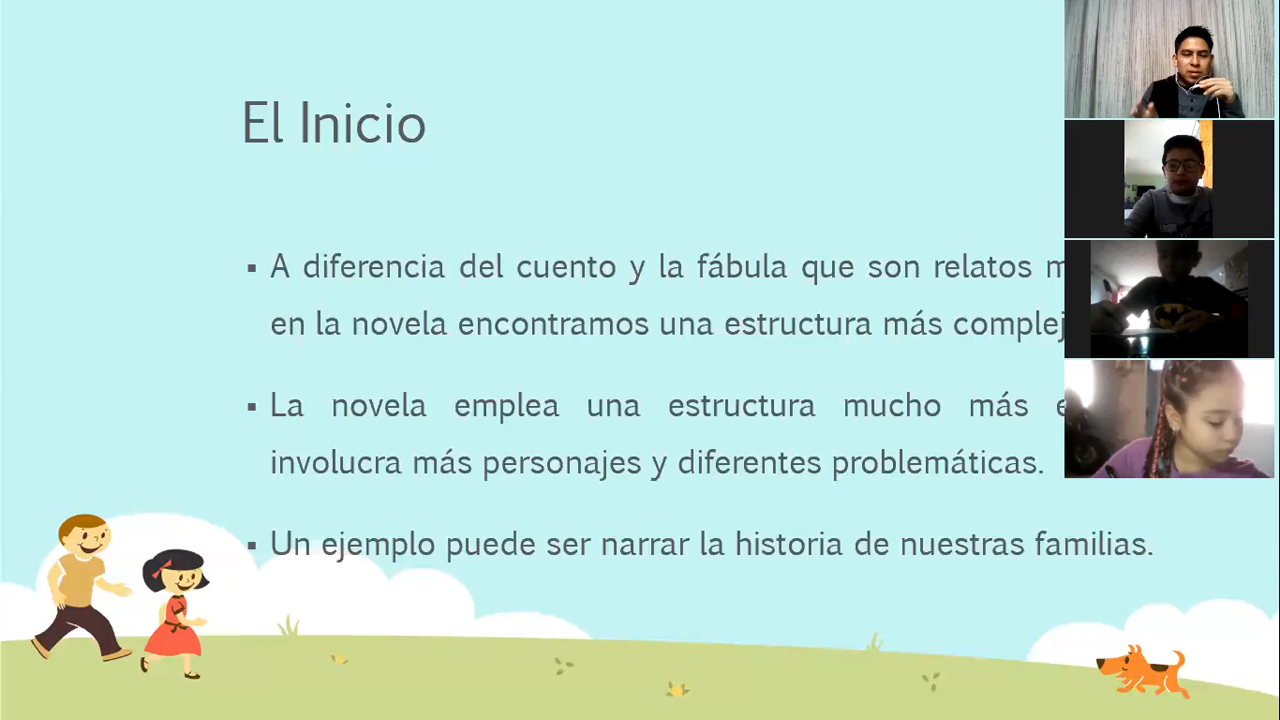 El Inicio
▪ A diferencia del cuento y la fábula que son relatos
en la novela encontramos una estructura más
▪ La novela emplea una estructura mucho más
involucra más personajes y diferentes problemáticas.
▪ Un ejemplo puede ser narrar la historia de nuestras familias.